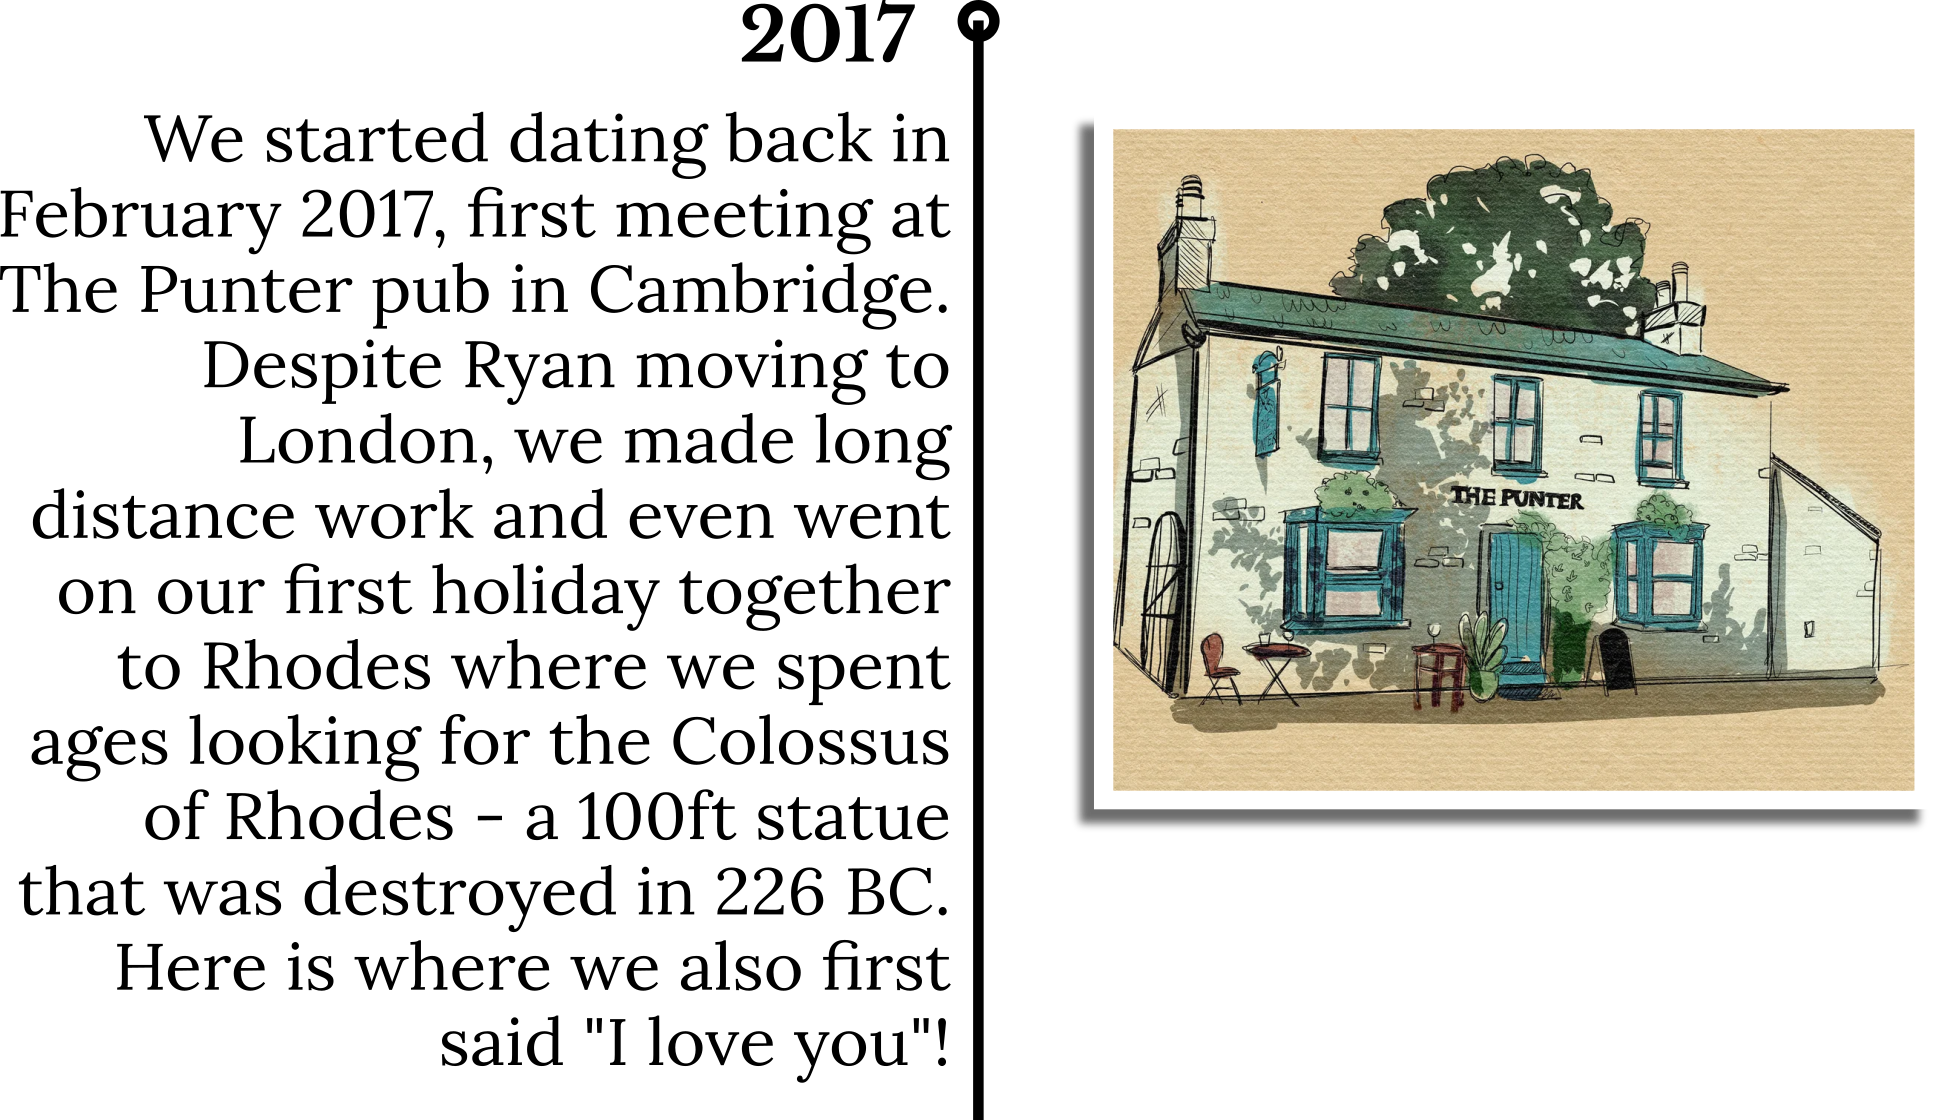 2017
We started dating back in
February 2017, first meeting at
The Punter pub in Cambridge.
Despite Ryan moving to
London, we made long
distance work and even went
on our first holiday together
to Rhodes where we spent
ages looking for the Colossus
of Rhodes - a 100ft statue
that was destroyed in 226 BC.
Here is where we also first
said "I love you"!
THE PUNTER